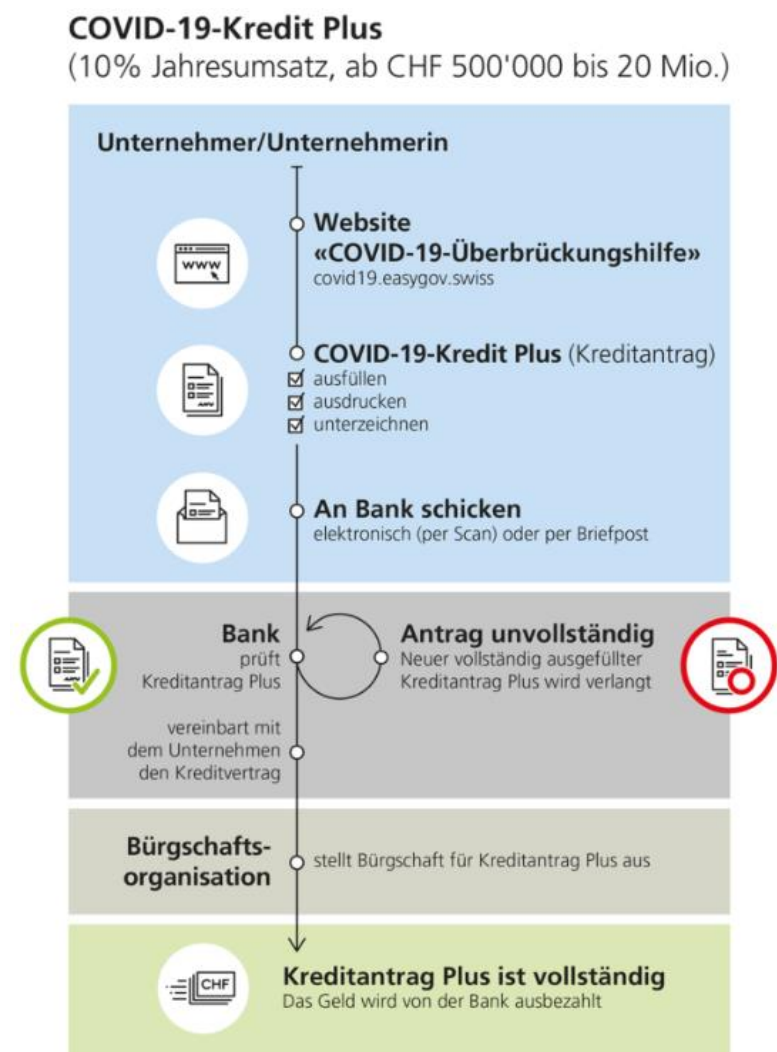 COVID-19-Kredit Plus
(10% Jahresumsatz, ab CHF 500'000 bis 20 Mio.)
Unternehmer/Unternehmerin
www
Website
«COVID-19-Überbrückungshilfe»
covid19.easygov.swiss
COVID-19-Kredit Plus (Kreditantrag)
ausfüllen
ausdrucken
unterzeichnen
An Bank schicken
elektronisch (per Scan) oder per Briefpost
Bank
prüft
Kreditantrag Plus
Antrag unvollständig
Neuer vollständig ausgefüllter
Kreditantrag Plus wird verlangt
vereinbart mit
dem Unternehmen
den Kreditvertrag
Bürgschafts-
organisation
stellt Bürgschaft für Kreditantrag Plus aus
CHF
Kreditantrag Plus ist vollständig
Das Geld wird von der Bank ausbezahlt